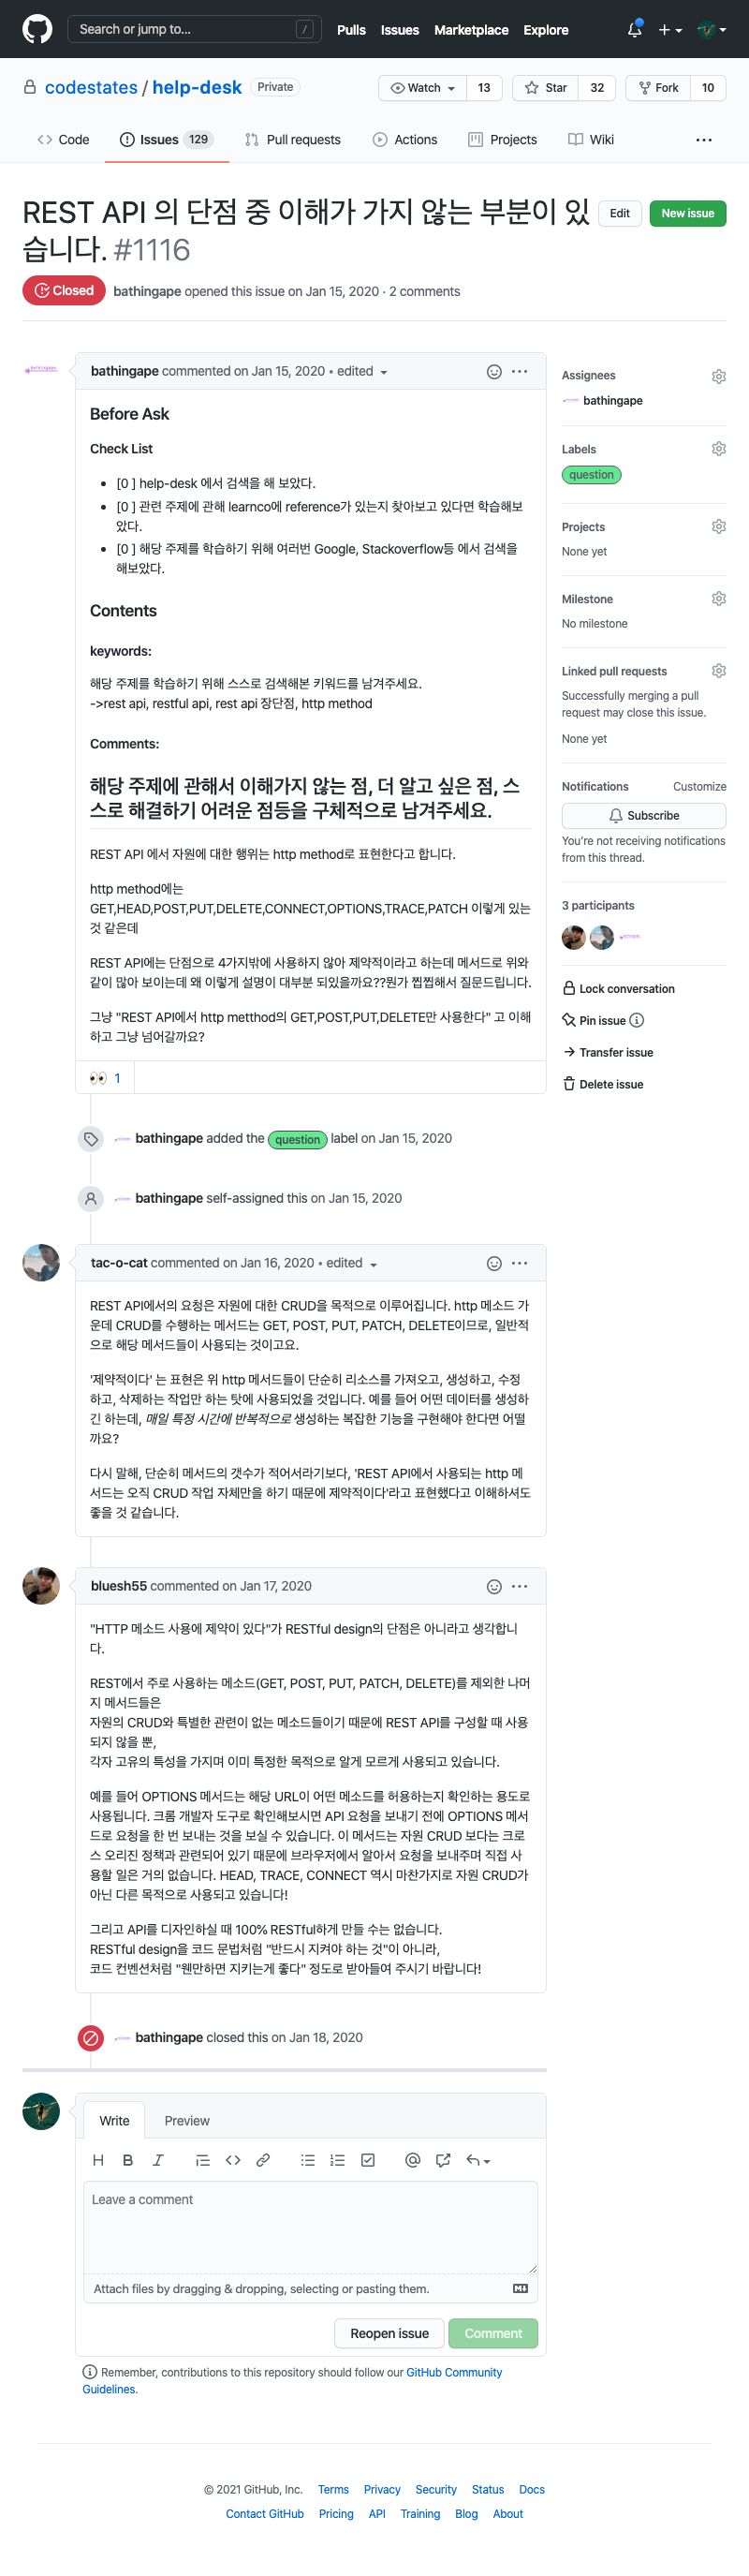 Search or jump to...
/
Pulls Issues Marketplace Explore
codestates / help-desk Private
Watch 13 Star 32 Fork 10
Code Issues 129 Pull requests Actions Projects Wiki
REST API 의 단점 중 이해가 가지 않는 부분이 있
습니다. #1116
Edit New issue
Closed bathingape opened this issue on Jan 15, 2020 · 2 comments
bathingape commented on Jan 15, 2020 • edited
Before Ask
Check List
[0 ] help-desk 에서 검색을 해 보았다.
[0 ] 관련 주제에 관해 learnco에 reference가 있는지 찾아보고 있다면 학습해보
았다.
[0 ] 해당 주제를 학습하기 위해 여러번 Google, Stackoverflow등 에서 검색을
해보았다.
Contents
keywords:
해당 주제를 학습하기 위해 스스로 검색해본 키워드를 남겨주세요.
->rest api, restful api, rest api 장단점, http method
Comments:
해당 주제에 관해서 이해가지 않는 점, 더 알고 싶은 점, 스
스로 해결하기 어려운 점등을 구체적으로 남겨주세요.
REST API 에서 자원에 대한 행위는 http method로 표현한다고 합니다.
http method에는
GET,HEAD,POST,PUT,DELETE,CONNECT,OPTIONS,TRACE,PATCH 이렇게 있는
것 같은데
REST API에는 단점으로 4가지밖에 사용하지 않아 제약적이라고 하는데 메서드로 위와
같이 많아 보이는데 왜 이렇게 설명이 대부분 되있을까요??뭔가 찝찝해서 질문드립니다.
그냥 "REST API에서 http metthod의 GET,POST,PUT,DELETE만 사용한다" 고 이해
하고 그냥 넘어갈까요?
👀 1
Assignees
bathingape
Labels
question
Projects
None yet
Milestone
No milestone
Linked pull requests
Successfully merging a pull
request may close this issue.
None yet
Notifications Customize
Subscribe
You're not receiving notifications
from this thread.
3 participants
Lock conversation
Pin issue
Transfer issue
Delete issue
bathingape added the question label on Jan 15, 2020
bathingape self-assigned this on Jan 15, 2020
tac-o-cat commented on Jan 16, 2020 • edited
REST API에서의 요청은 자원에 대한 CRUD을 목적으로 이루어집니다. http 메소드 가
운데 CRUD를 수행하는 메서드는 GET, POST, PUT, PATCH, DELETE이므로, 일반적
으로 해당 메서드들이 사용되는 것이고요.
'제약적이다' 는 표현은 위 http 메서드들이 단순히 리소스를 가져오고, 생성하고, 수정
하고, 삭제하는 작업만 하는 탓에 사용되었을 것입니다. 예를 들어 어떤 데이터를 생성하
긴 하는데, 매일 특정 시간에 반복적으로 생성하는 복잡한 기능을 구현해야 한다면 어떨
까요?
다시 말해, 단순히 메서드의 갯수가 적어서라기보다, 'REST API에서 사용되는 http 메
서드는 오직 CRUD 작업 자체만을 하기 때문에 제약적이다'라고 표현했다고 이해하셔도
좋을 것 같습니다.
bluesh55 commented on Jan 17, 2020
"HTTP 메소드 사용에 제약이 있다"가 RESTful design의 단점은 아니라고 생각합니
다.
REST에서 주로 사용하는 메소드(GET, POST, PUT, PATCH, DELETE)를 제외한 나머
지 메서드들은
자원의 CRUD와 특별한 관련이 없는 메소드들이기 때문에 REST API를 구성할 때 사용
되지 않을 뿐,
각자 고유의 특성을 가지며 이미 특정한 목적으로 알게 모르게 사용되고 있습니다.
예를 들어 OPTIONS 메서드는 해당 URL이 어떤 메소드를 허용하는지 확인하는 용도로
사용됩니다. 크롬 개발자 도구로 확인해보시면 API 요청을 보내기 전에 OPTIONS 메서
드로 요청을 한 번 보내는 것을 보실 수 있습니다. 이 메서드는 자원 CRUD 보다는 크로
스 오리진 정책과 관련되어 있기 때문에 브라우저에서 알아서 요청을 보내주며 직접 사
용할 일은 거의 없습니다. HEAD, TRACE, CONNECT 역시 마찬가지로 자원 CRUD가
아닌 다른 목적으로 사용되고 있습니다!
그리고 API를 디자인하실 때 100% RESTful하게 만들 수는 없습니다.
RESTful design을 코드 문법처럼 "반드시 지켜야 하는 것"이 아니라,
코드 컨벤션처럼 "웬만하면 지키는게 좋다" 정도로 받아들여 주시기 바랍니다!
bathingape closed this on Jan 18, 2020
Write Preview
Leave a comment
Attach files by dragging & dropping, selecting or pasting them.
Reopen issue Comment
Remember, contributions to this repository should follow our GitHub Community
Guidelines.
© 2021 GitHub, Inc. Terms Privacy Security Status Docs
Contact GitHub Pricing API Training Blog About